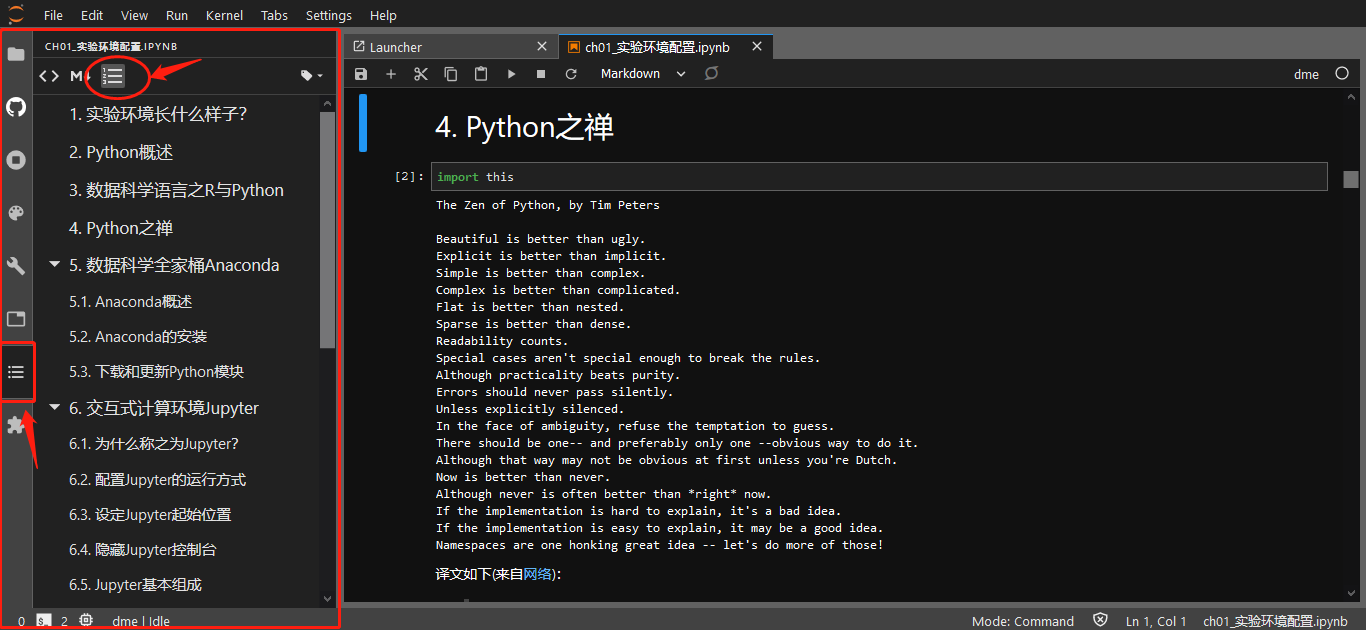 File Edit View Run Kernel Tabs Settings Help
CH01_实验环境配置.IPYNB
1. 实验环境长什么样子?
2. Python概述
3. 数据科学语言之R与Python
4. Python之禅
5. 数据科学全家桶Anaconda
5.1. Anaconda概述
5.2. Anaconda的安装
5.3. 下载和更新Python模块
6. 交互式计算环境Jupyter
6.1. 为什么称之为Jupyter?
6.2. 配置Jupyter的运行方式
6.3. 设定Jupyter起始位置
6.4. 隐藏Jupyter控制台
6.5. Jupyter基本组成
Launcher
ch01_实验环境配置.ipynb
Markdown
dme
4. Python之禅
[2]: import this
The Zen of Python, by Tim Peters
Beautiful is better than ugly.
Explicit is better than implicit.
Simple is better than complex.
Complex is better than complicated.
Flat is better than nested.
Sparse is better than dense.
Readability counts.
Special cases aren't special enough to break the rules.
Although practicality beats purity.
Errors should never pass silently.
Unless explicitly silenced.
In the face of ambiguity, refuse the temptation to guess.
There should be one-- and preferably only one --obvious way to do it.
Although that way may not be obvious at first unless you're Dutch.
Now is better than never.
Although never is often better than *right* now.
If the implementation is hard to explain, it's a bad idea.
If the implementation is easy to explain, it may be a good idea.
Namespaces are one honking great idea -- let's do more of those!
译文如下(来自网络):
0 2 dme | Idle
Mode: Command Ln 1, Col 1 ch01_实验环境配置.ipynb